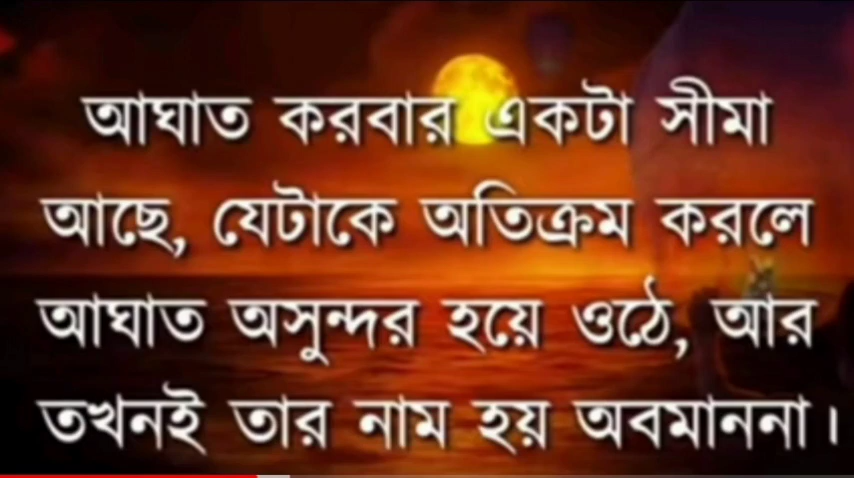 আঘাত করবার একটা সীমা
আছে, যেটাকে অতিক্রম করলে
আঘাত অসুন্দর হয়ে ওঠে, আর
তখনই তার নাম হয় অবমাননা।